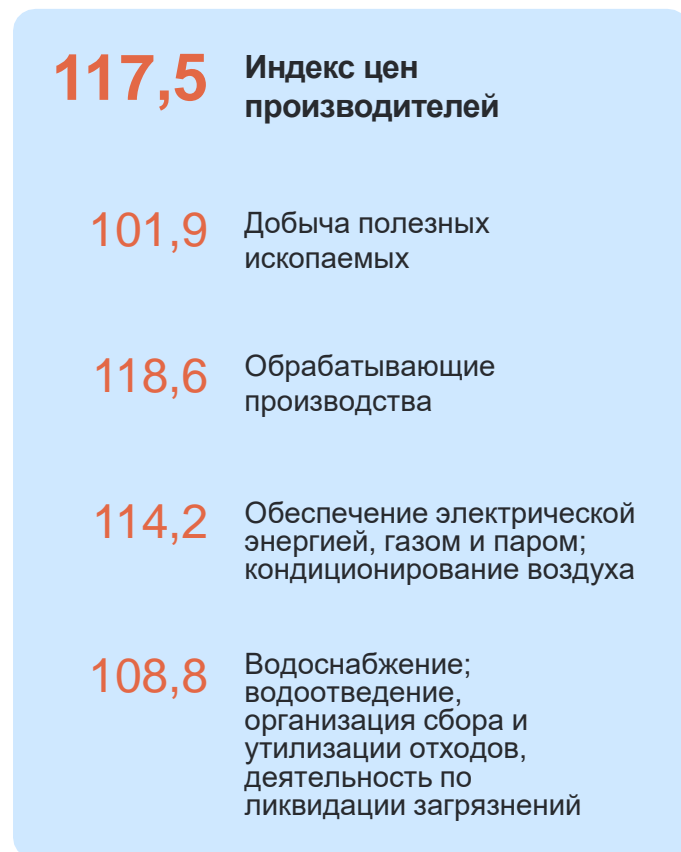 117,5 Индекс цен
производителей
101,9 Добыча полезных
ископаемых
118,6 Обрабатывающие
производства
114,2 Обеспечение электрической
энергией, газом и паром;
кондиционирование воздуха
108,8 Водоснабжение;
водоотведение,
организация сбора и
утилизации отходов,
деятельность по
ликвидации загрязнений